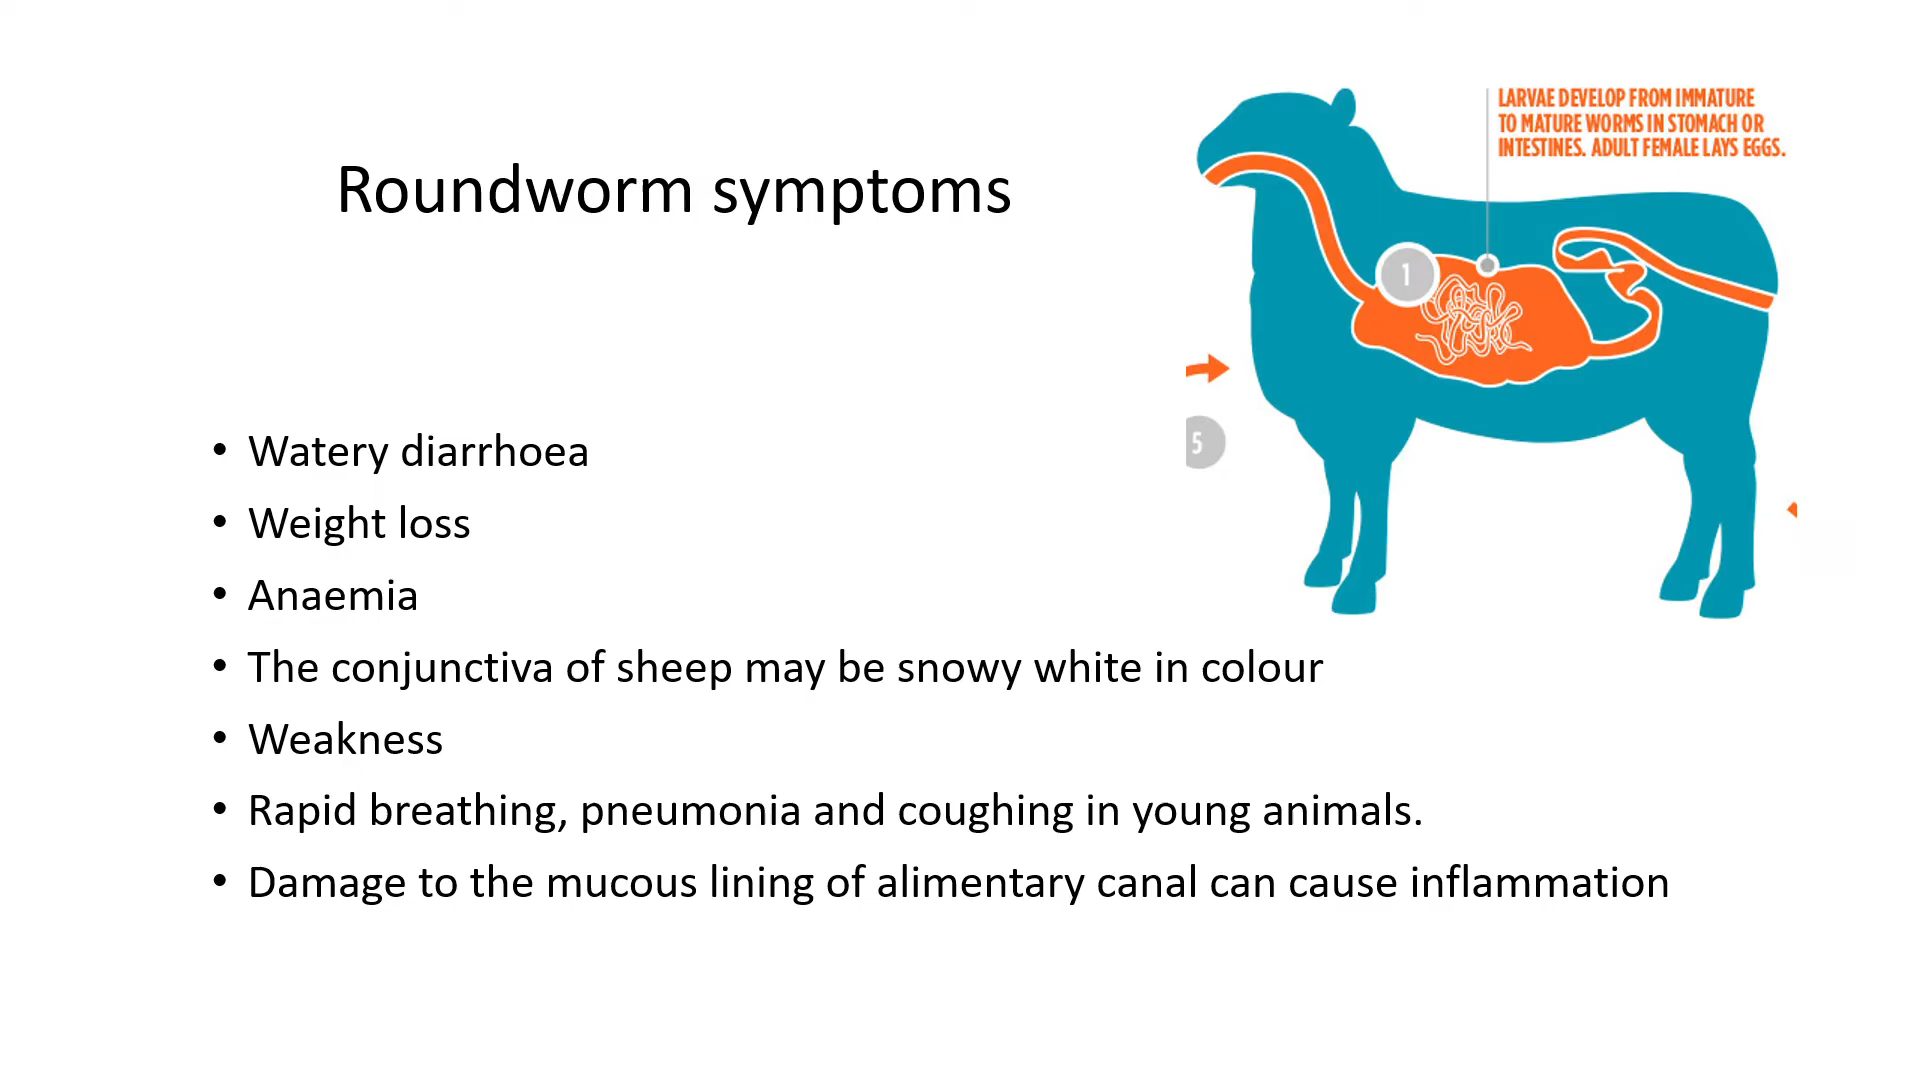 Roundworm symptoms
LARVAE DEVELOP FROM IMMATURE
TO MATURE WORMS IN STOMACH OR
INTESTINES. ADULT FEMALE LAYS EGGS.
1
5
• Watery diarrhoea
• Weight loss
• Anaemia
• The conjunctiva of sheep may be snowy white in colour
• Weakness
• Rapid breathing, pneumonia and coughing in young animals.
• Damage to the mucous lining of alimentary canal can cause inflammation